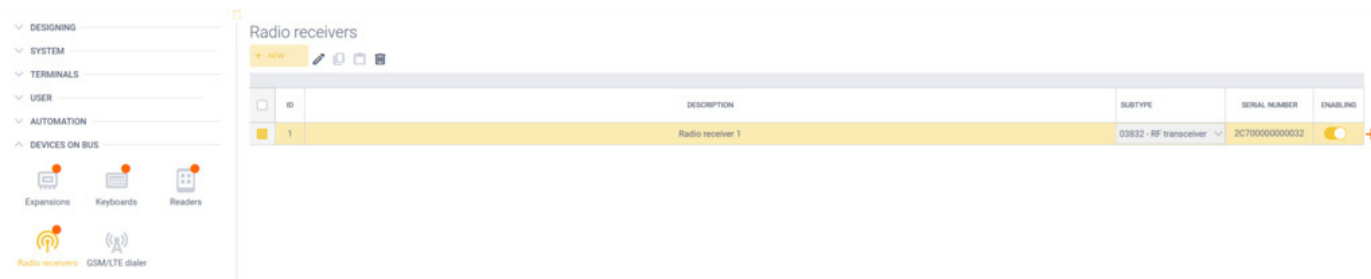 DESIGNING
SYSTEM
TERMINALS
USER
AUTOMATION
DEVICES ON BUS
Expansions Keyboards Readers
Radio receivers GSM/LTE dialer
Radio receivers
+ NEW
ID DESCRIPTION SUBTYPE SERIAL NUMBER ENABLING
1 Radio receiver 1 03832 - RF transceiver 2C700000000032